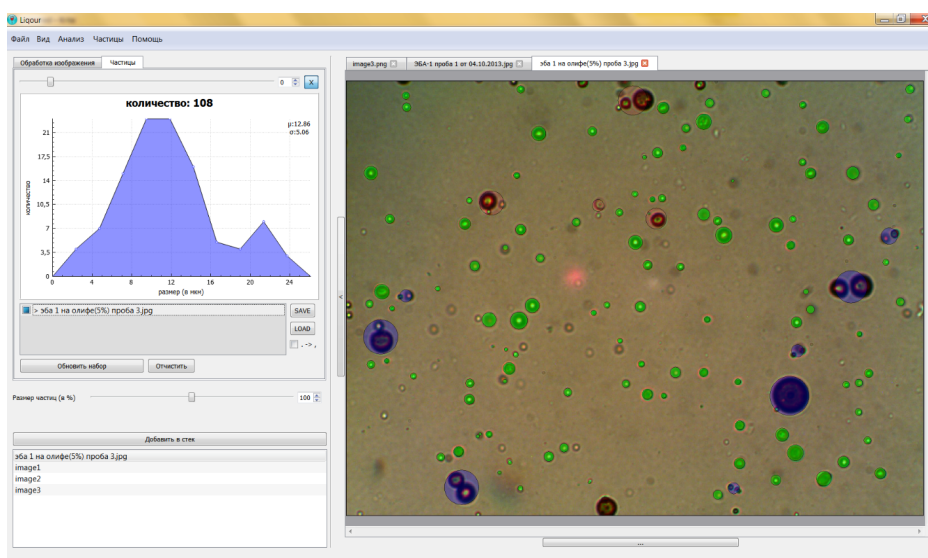 Liqour
Файл Вид Анализ Частицы Помощь
Обработка изображения Частицы
0 X
количество: 108
μ:12.86
σ:5.06
21
17,5
14
10,5
7
3,5
0
количество
0 4 8 12 16 20 24
размер (в мкн)
> эба 1 на олифе(5%) проба 3.jpg
SAVE
LOAD
. -> ,
Обновить набор Отчистить
Размер частиц (в %) 100
Добавить в стек
эба 1 на олифе(5%) проба 3.jpg
image1
image2
image3
image3.png ЭБА-1 проба 1 от 04.10.2013.jpg эба 1 на олифе(5%) проба 3.jpg
<
...